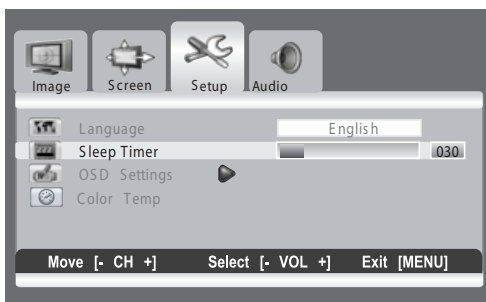 Image Screen Setup Audio
Language English
Sleep Timer 030
OSD Settings
Color Temp
Move [- CH +] Select [- VOL +] Exit [MENU]